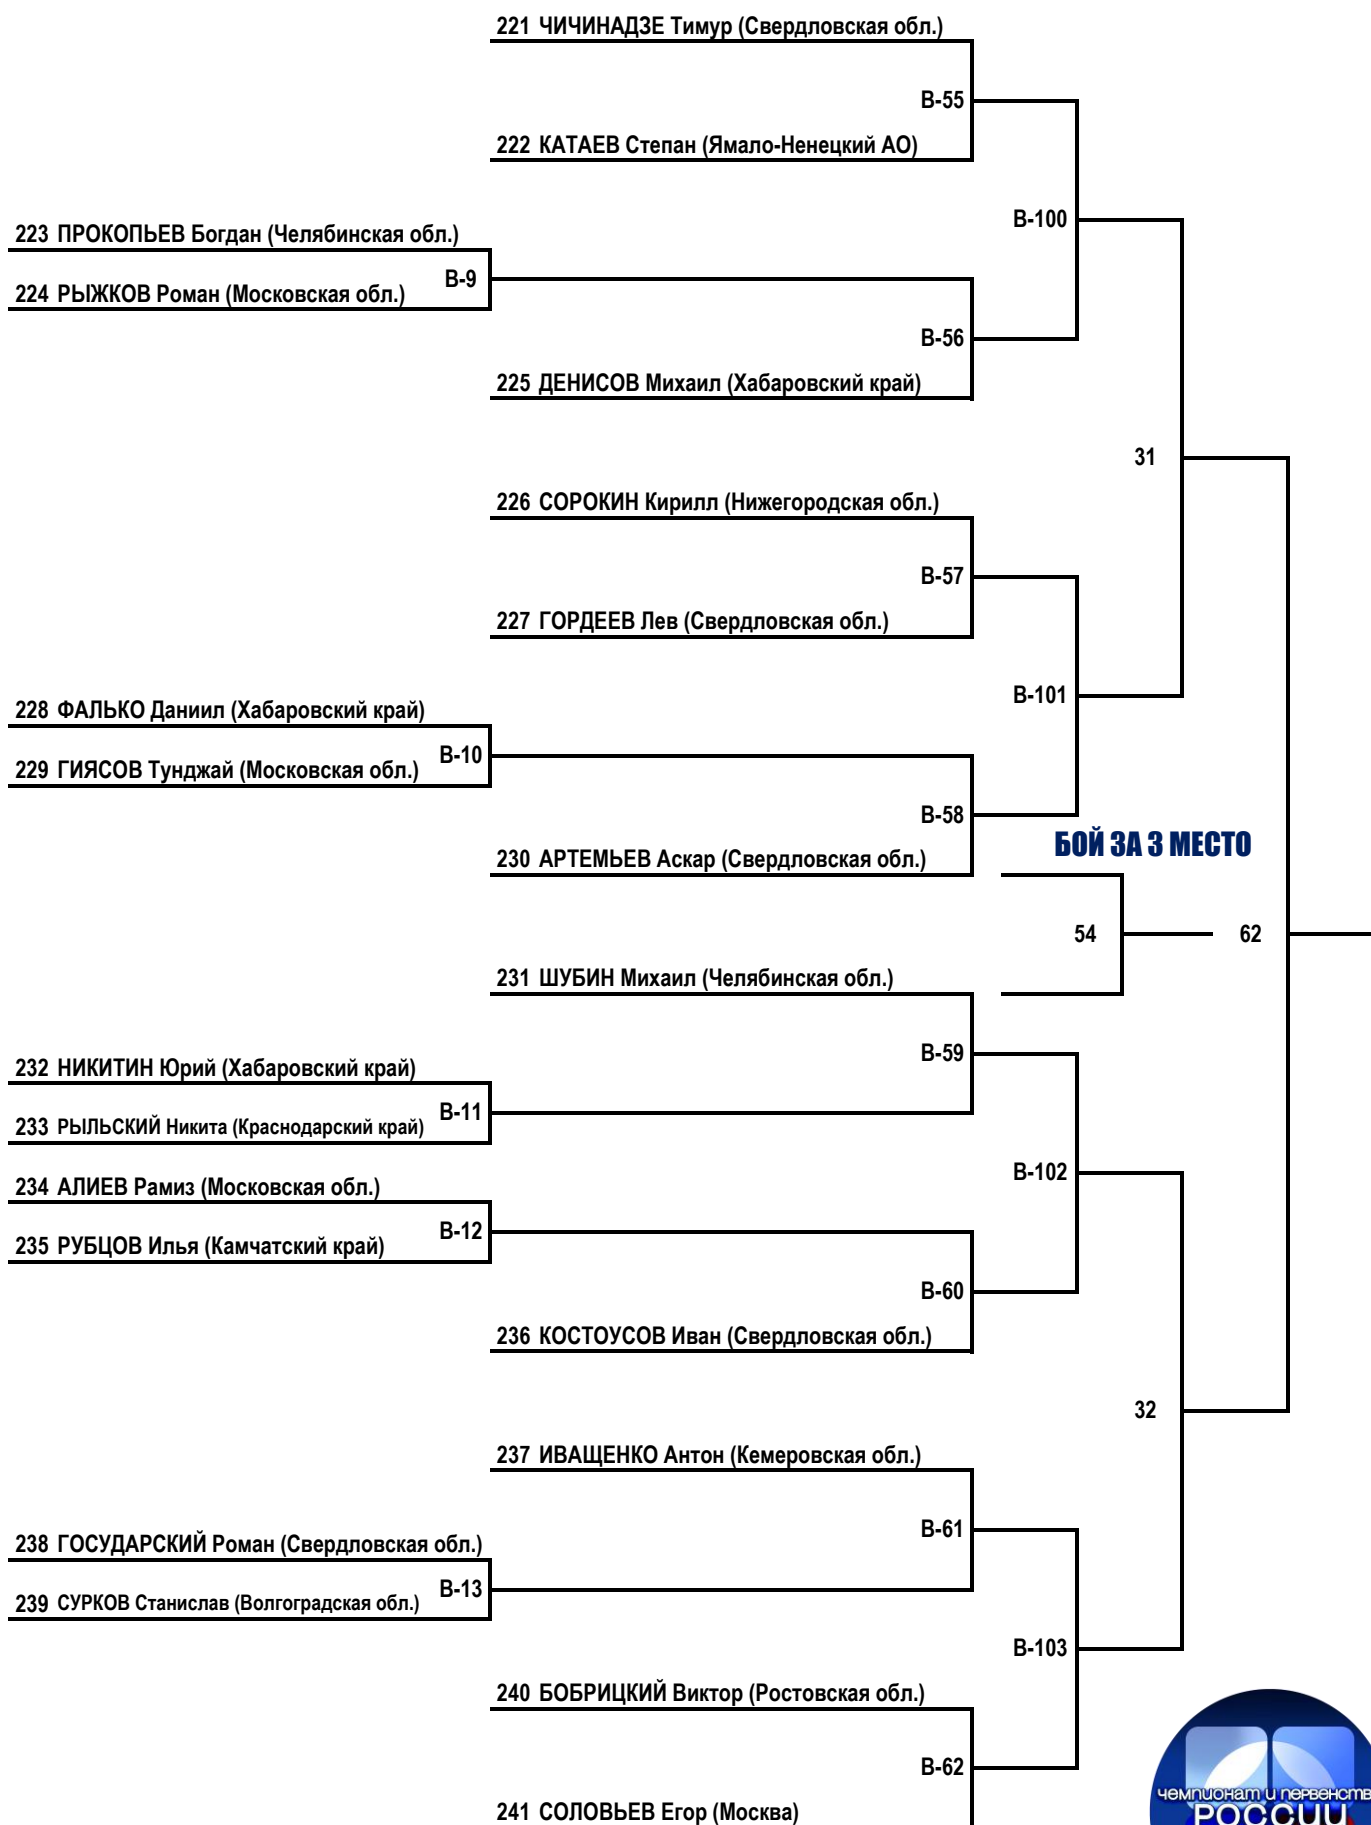 221 ЧИЧИНАДЗЕ Тимур (Свердловская обл.)
В-55
222 КАТАЕВ Степан (Ямало-Ненецкий АО)
В-100
223 ПРОКОПЬЕВ Богдан (Челябинская обл.)
В-9
224 РЫЖКОВ Роман (Московская обл.)
В-56
225 ДЕНИСОВ Михаил (Хабаровский край)
31
226 СОРОКИН Кирилл (Нижегородская обл.)
В-57
227 ГОРДЕЕВ Лев (Свердловская обл.)
В-101
228 ФАЛЬКО Даниил (Хабаровский край)
В-10
229 ГИЯСОВ Тунджай (Московская обл.)
В-58
БОЙ ЗА 3 МЕСТО
230 АРТЕМЬЕВ Аскар (Свердловская обл.)
54
62
231 ШУБИН Михаил (Челябинская обл.)
В-59
232 НИКИТИН Юрий (Хабаровский край)
В-11
233 РЫЛЬСКИЙ Никита (Краснодарский край)
В-102
234 АЛИЕВ Рамиз (Московская обл.)
В-12
235 РУБЦОВ Илья (Камчатский край)
В-60
236 КОСТОУСОВ Иван (Свердловская обл.)
32
237 ИВАЩЕНКО Антон (Кемеровская обл.)
В-61
238 ГОСУДАРСКИЙ Роман (Свердловская обл.)
В-13
239 СУРКОВ Станислав (Волгоградская обл.)
В-103
240 БОБРИЦКИЙ Виктор (Ростовская обл.)
В-62
чемпионат и первенств
РОССИИ
241 СОЛОВЬЕВ Егор (Москва)